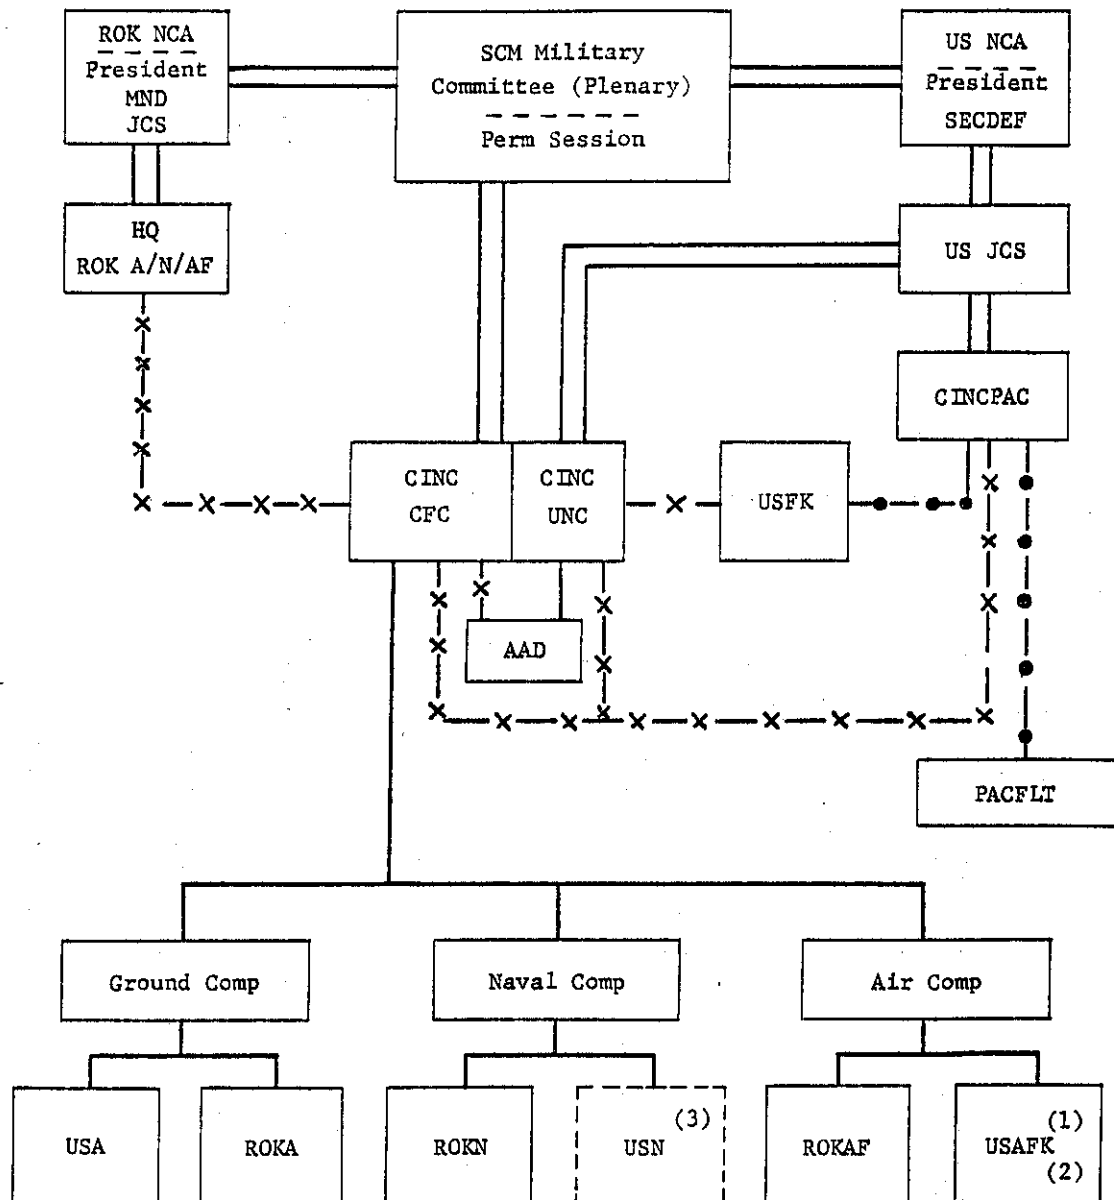 ROK NCA
President
MND
JCS
SCM Military
Committee (Plenary)
Perm Session
US NCA
President
SECDEF
HQ
ROK A/N/AF
US JCS
CINCPAC
CINC
CFC
CINC
UNC
USFK
AAD
PACFLT
Ground Comp
Naval Comp
Air Comp
USA
ROKA
ROKN
(3)
USN
ROKAF
(1)
USAFK
(2)